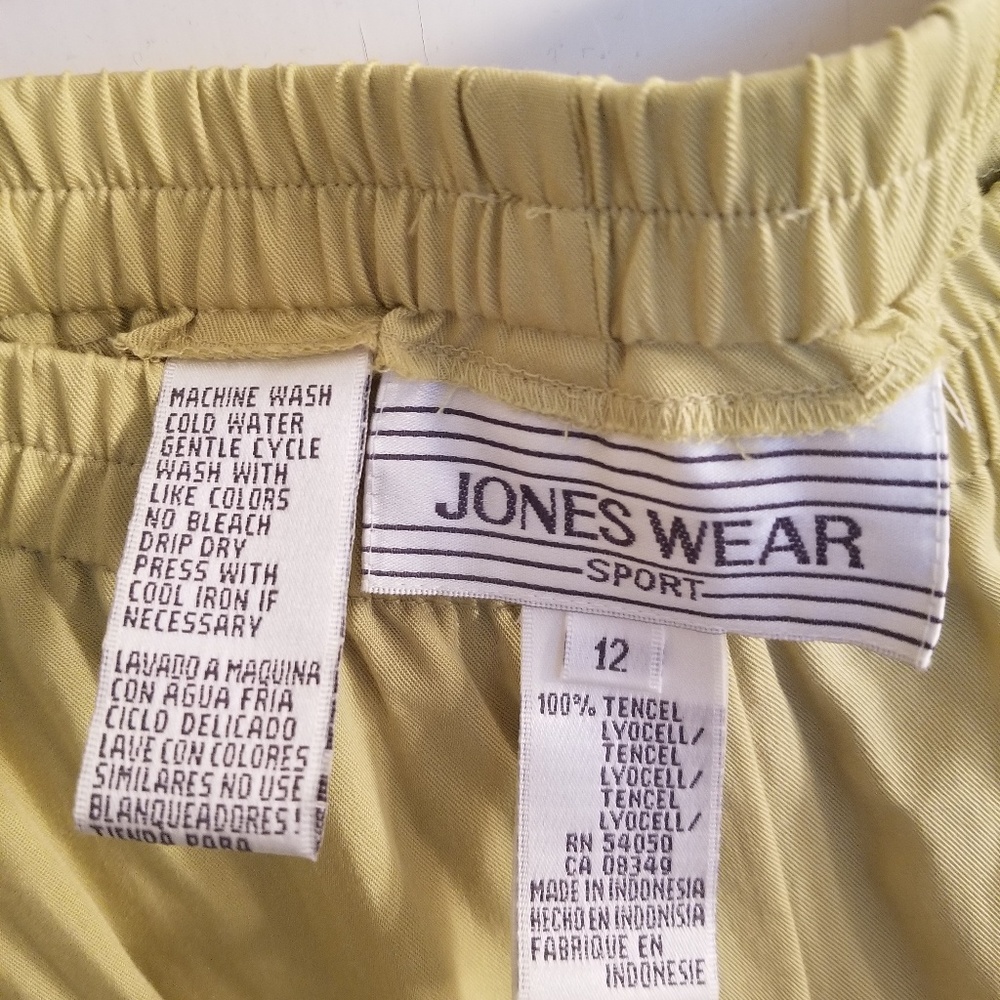 MACHINE WASH
COLD WATER
GENTLE CYCLE
WASH WITH
LIKE COLORS
NO BLEACH
DRIP DRY
PRESS WITH
COOL IRON IF
NECESSARY
LAVADO A MAQUINA
CON AGUA FRIA
CICLO DELICADO
LAVE CON COLORES
SIMILARES NO USE
BLANQUEADORES!
TIENDA PARA
JONES WEAR
SPORT
12
100% TENCEL
LYOCELL/
TENCEL
LYOCELL/
TENCEL
LYOCELL/
RN 54050
CA 08349
MADE IN INDONESIA
HECHO EN INDONISIA
FABRIQUE EN
INDONESIE